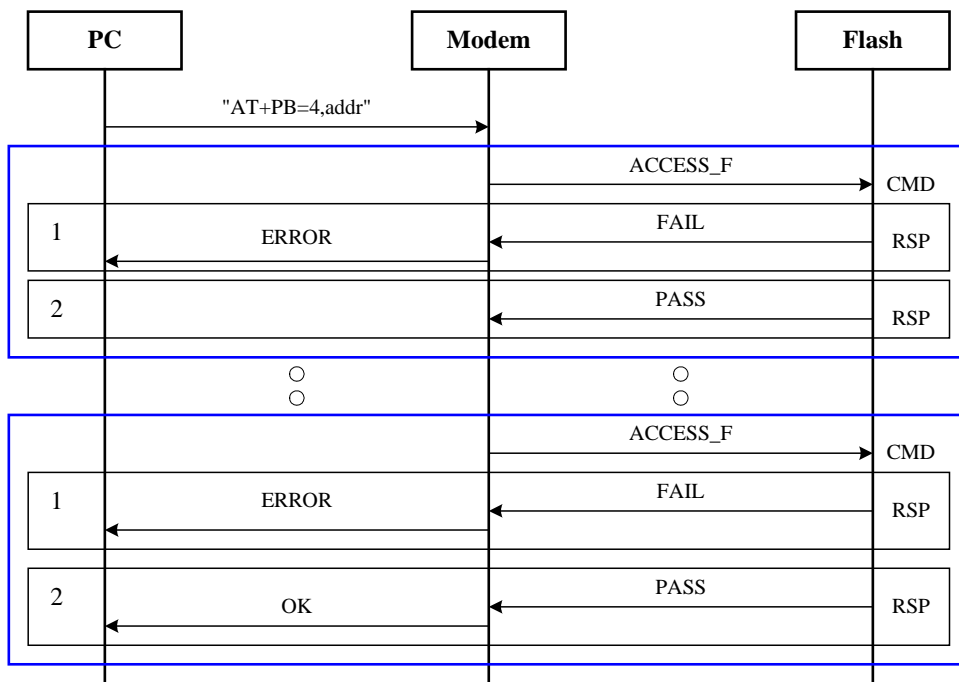 PC
Modem
Flash
"AT+PB=4,addr"
ACCESS_F
CMD
1
ERROR
FAIL
RSP
2
PASS
RSP
ACCESS_F
CMD
1
ERROR
FAIL
RSP
2
OK
PASS
RSP